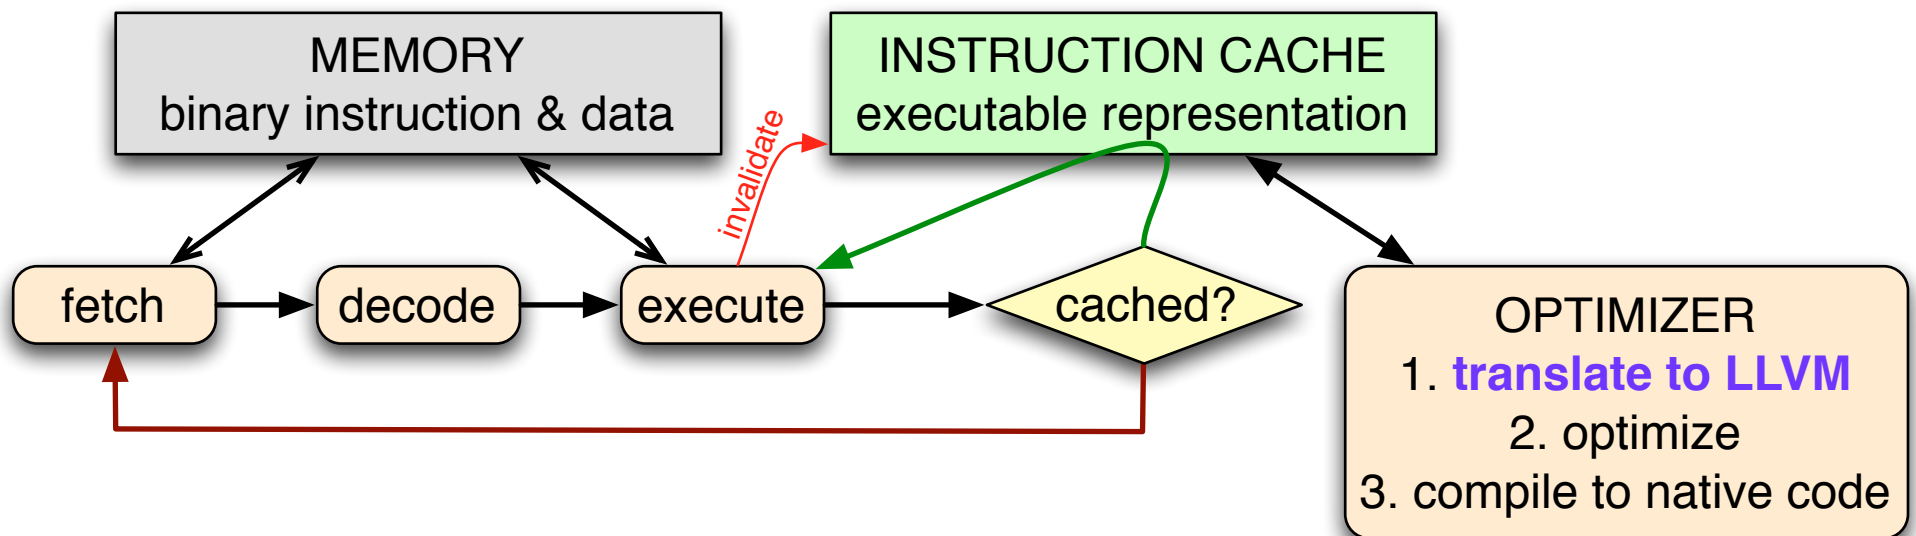 MEMORY
binary instruction & data
INSTRUCTION CACHE
executable representation
invalidate
fetch
decode
execute
cached?
OPTIMIZER
1. translate to LLVM
2. optimize
3. compile to native code